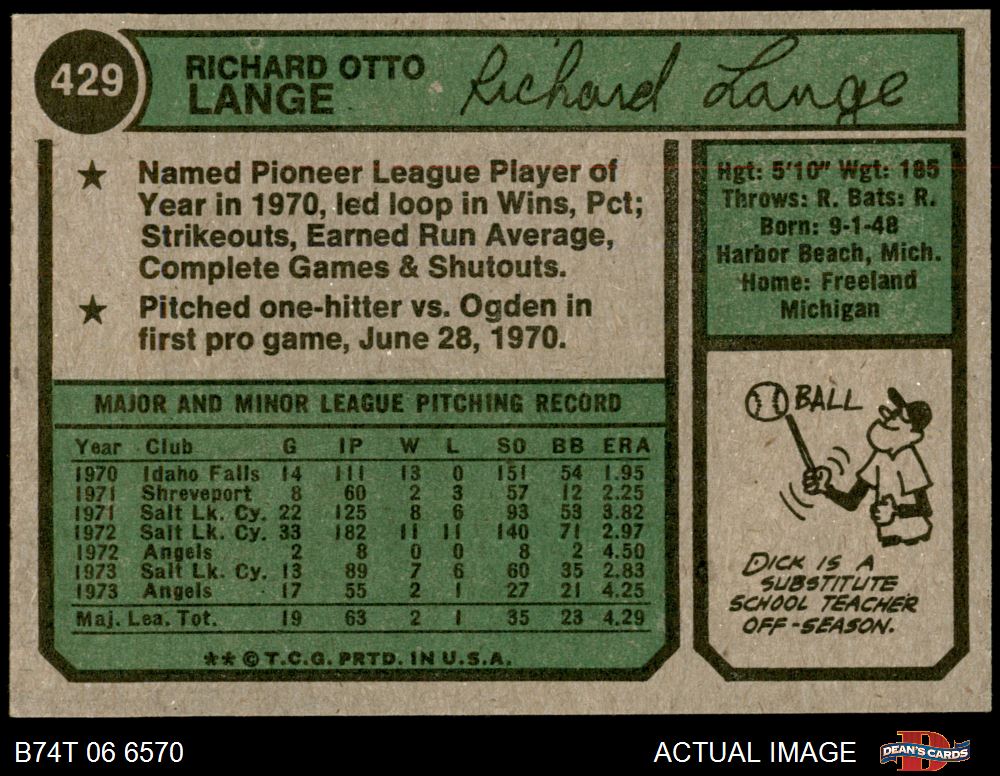 429
RICHARD OTTO
LANGE
Richard Lange
★ Named Pioneer League Player of
Year in 1970, led loop in Wins, Pct;
Strikeouts, Earned Run Average,
Complete Games & Shutouts.
★ Pitched one-hitter vs. Ogden in
first pro game, June 28, 1970.
Hgt: 5'10" Wgt: 185
Throws: R. Bats: R.
Born: 9-1-48
Harbor Beach, Mich.
Home: Freeland
Michigan
MAJOR AND MINOR LEAGUE PITCHING RECORD
Year Club G IP W L SO BB ERA
1970 Idaho Falls 14 111 13 0 151 54 1.95
1971 Shreveport 8 60 2 3 57 12 2.25
1971 Salt Lk. Cy. 22 125 8 6 93 53 3.82
1972 Salt Lk. Cy. 33 182 11 11 140 71 2.97
1972 Angels 2 8 0 0 8 2 4.50
1973 Salt Lk. Cy. 13 89 7 6 60 35 2.83
1973 Angels 17 55 2 1 27 21 4.25
Maj. Lea. Tot. 19 63 2 1 35 23 4.29
** © T.C.G. PRTD. IN U.S.A.
BALL
DICK IS A
SUBSTITUTE
SCHOOL TEACHER
OFF-SEASON.
B74T 06 6570
ACTUAL IMAGE
D
DEAN'S CARDS